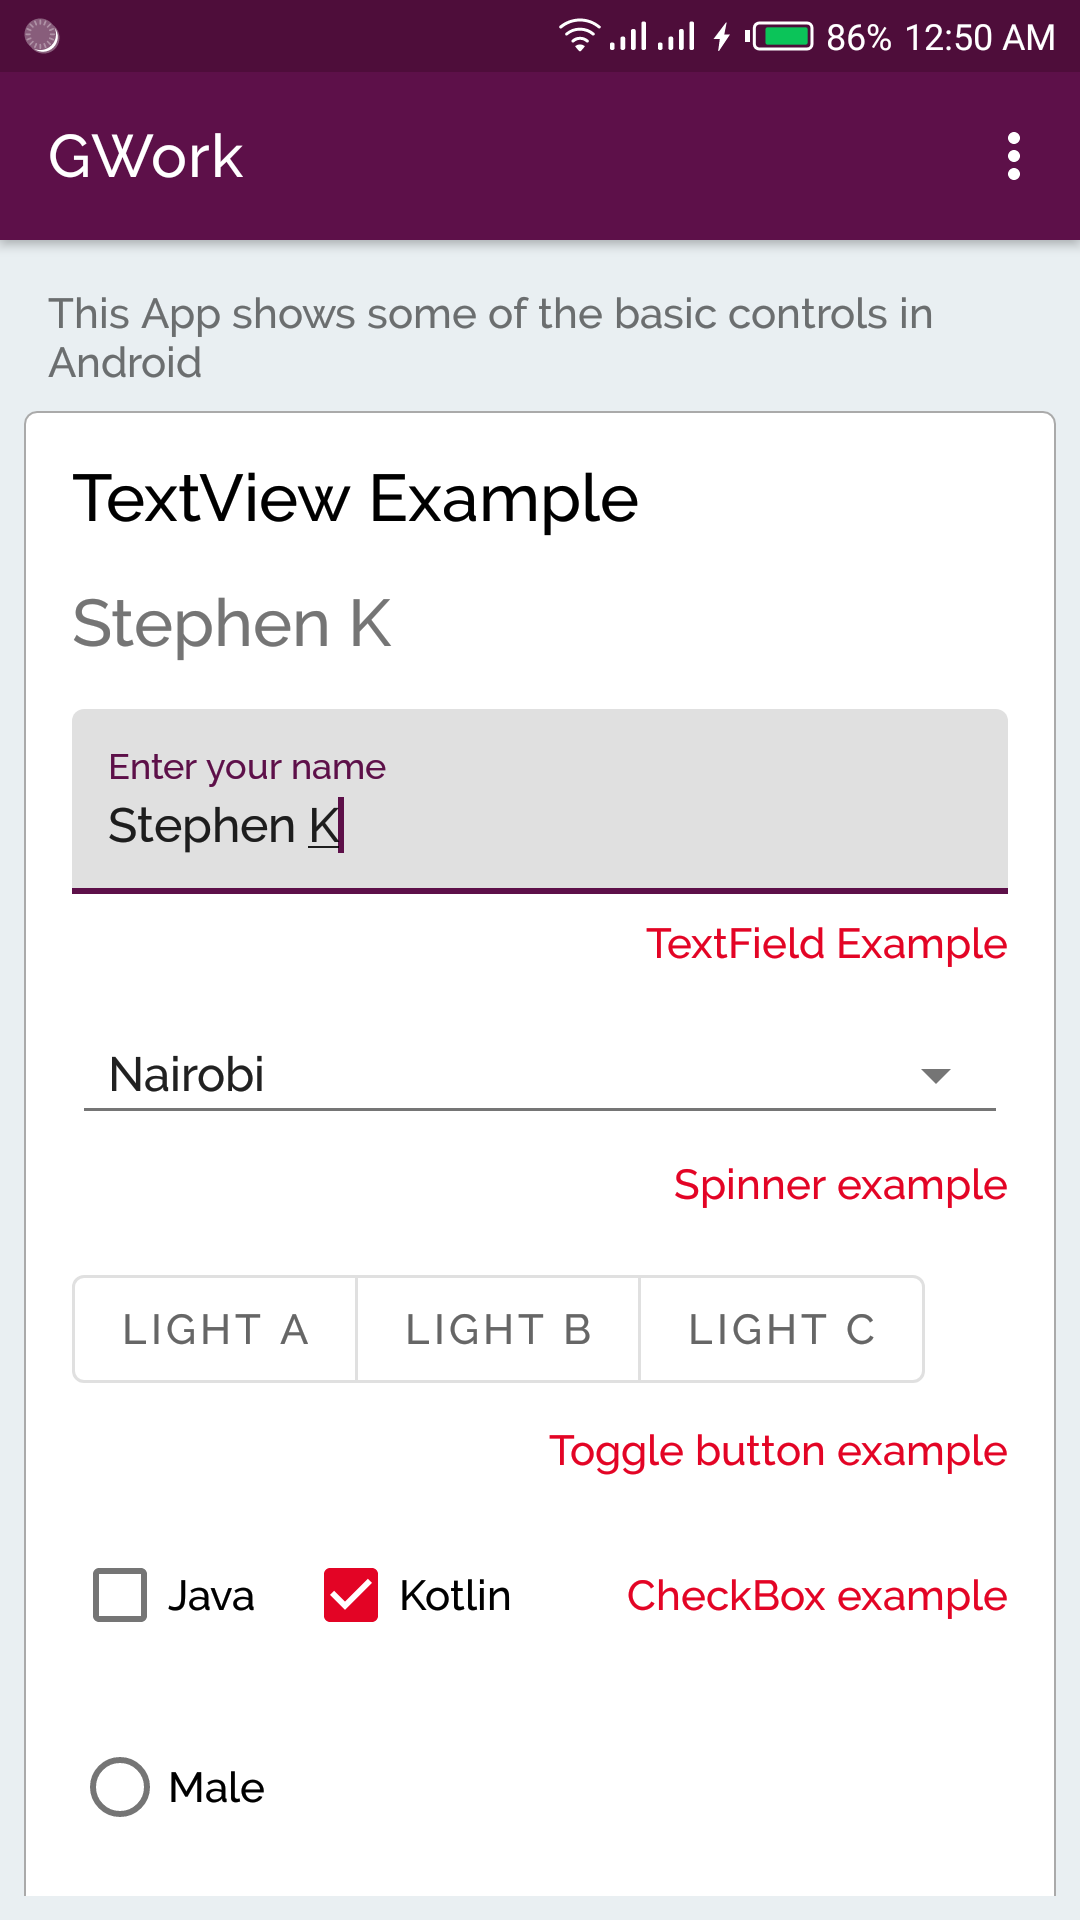 86% 12:50 AM
GWork
This App shows some of the basic controls in
Android
TextView Example
Stephen K
Enter your name
Stephen K
TextField Example
Nairobi
Spinner example
LIGHT A LIGHT B LIGHT C
Toggle button example
Java Kotlin CheckBox example
Male